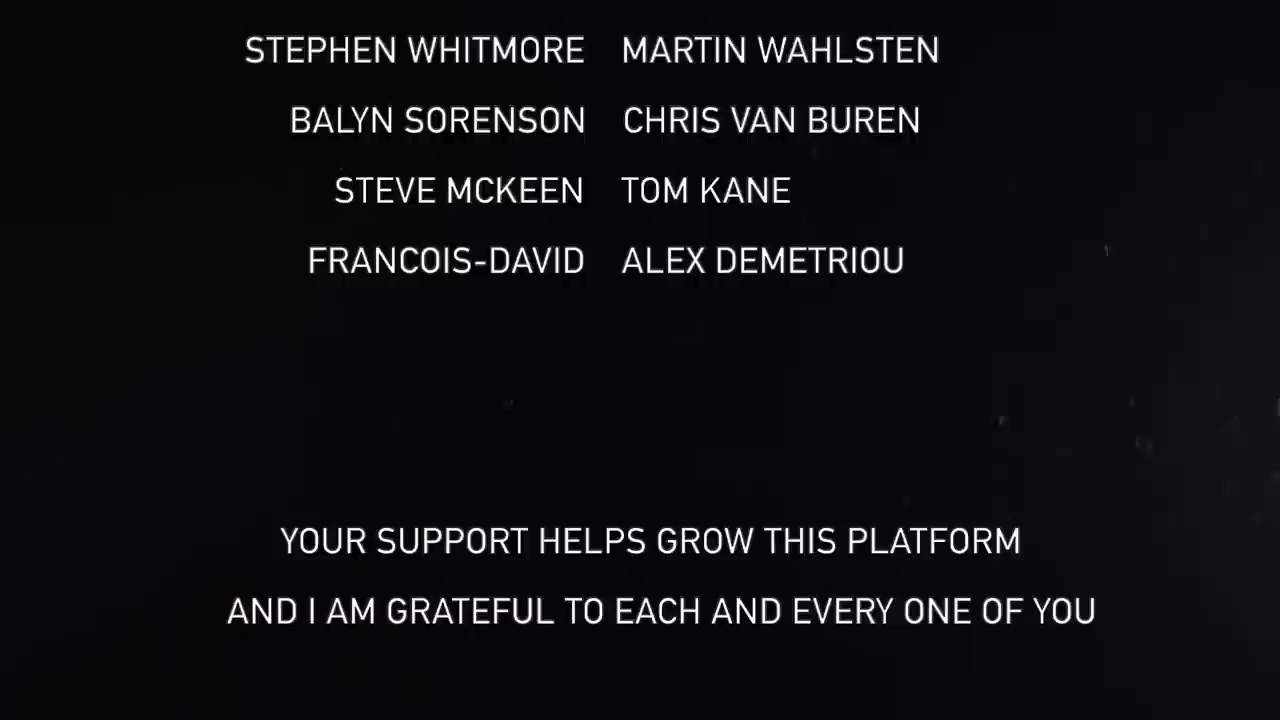 STEPHEN WHITMORE MARTIN WAHLSTEN
BALYN SORENSON CHRIS VAN BUREN
STEVE MCKEEN TOM KANE
FRANCOIS-DAVID ALEX DEMETRIOU
YOUR SUPPORT HELPS GROW THIS PLATFORM
AND I AM GRATEFUL TO EACH AND EVERY ONE OF YOU